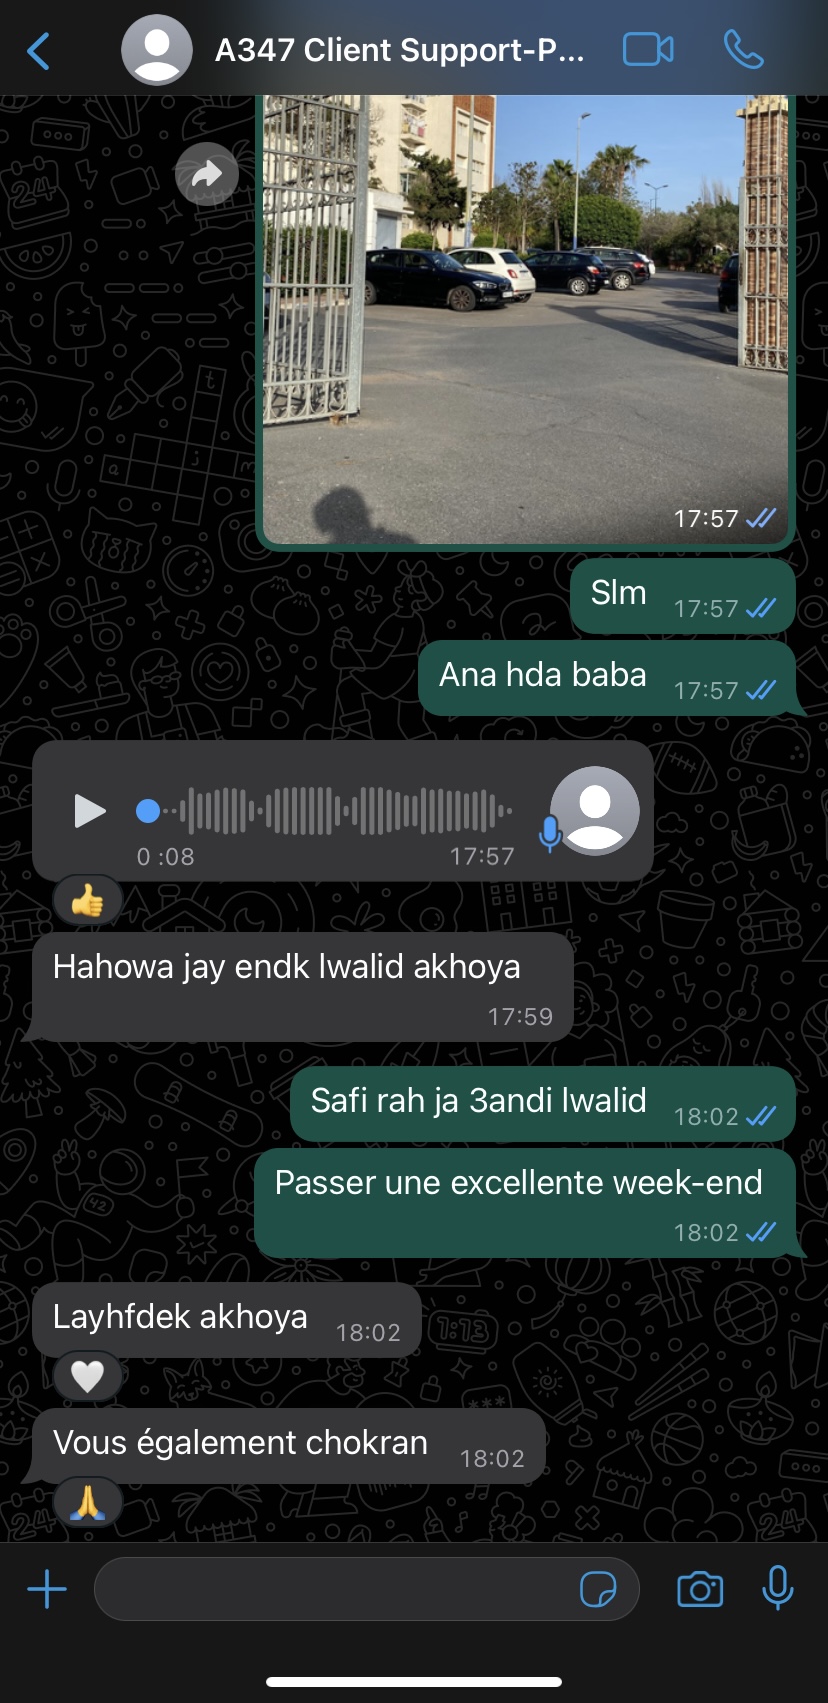 A347 Client Support-P...
17:57
Slm 17:57
Ana hda baba 17:57
0 :08 17:57
Hahowa jay endk lwalid akhoya
17:59
Safi rah ja 3andi lwalid 18:02
Passer une excellente week-end
18:02
Layhfdek akhoya 18:02
Vous également chokran 18:02